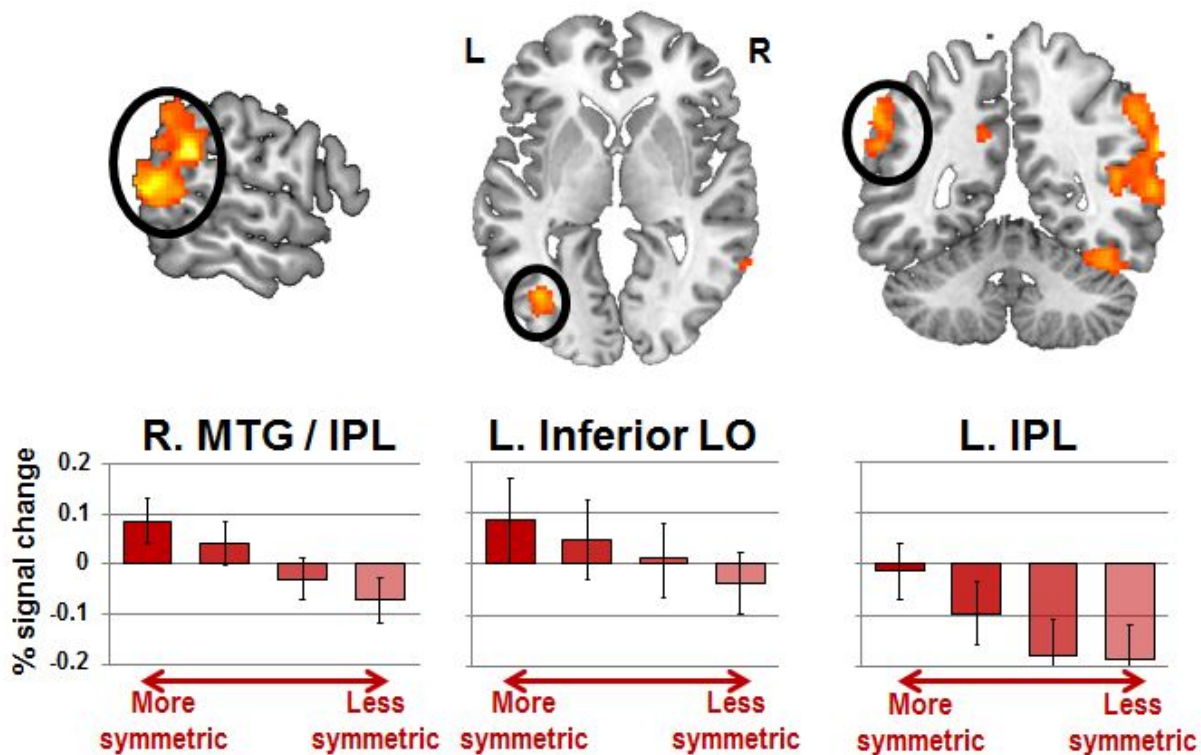 L
R
R. MTG / IPL
L. Inferior LO
L. IPL
% signal change
0.2
0.1
0
-0.1
-0.2
More symmetric
Less symmetric
More symmetric
Less symmetric
More symmetric
Less symmetric